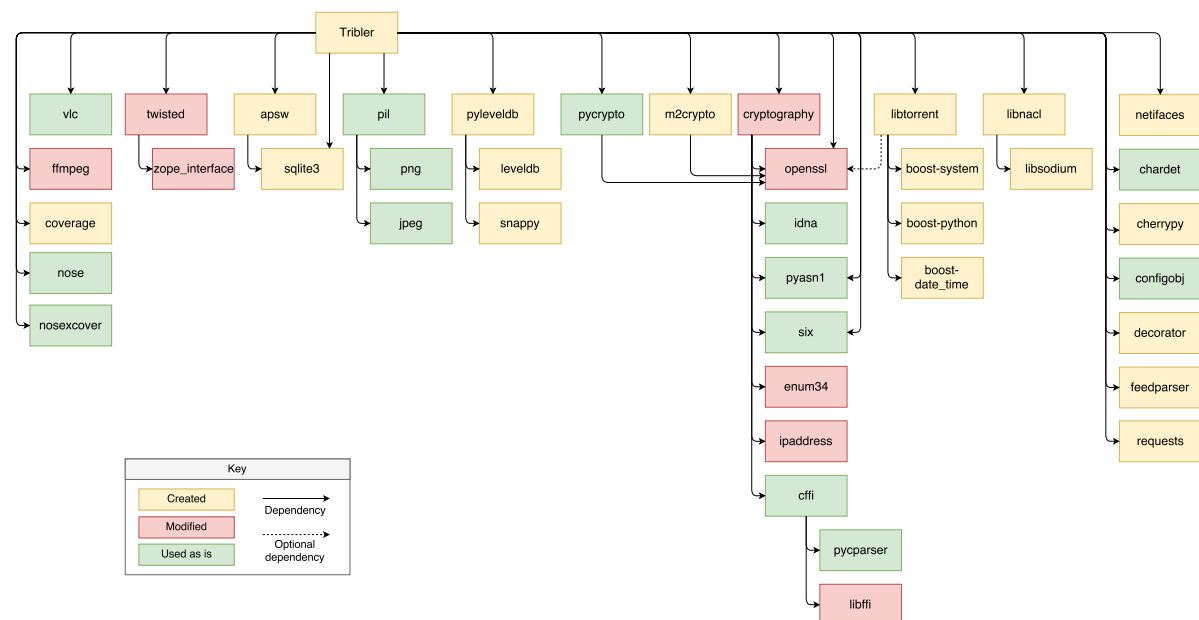 Tribler
vlc
twisted
apsw
pil
pyleveldb
pycrypto
m2crypto
cryptography
libtorrent
libnacl
netifaces
ffmpeg
zope_interface
sqlite3
png
leveldb
openssl
boost-system
libsodium
chardet
coverage
jpeg
snappy
idna
boost-python
cherrypy
nose
pyasn1
boost-
date_time
configobj
nosexcover
six
decorator
enum34
feedparser
ipaddress
requests
cffi
pycparser
libffi
Key
Created
Dependency
Modified
Optional
dependency
Used as is